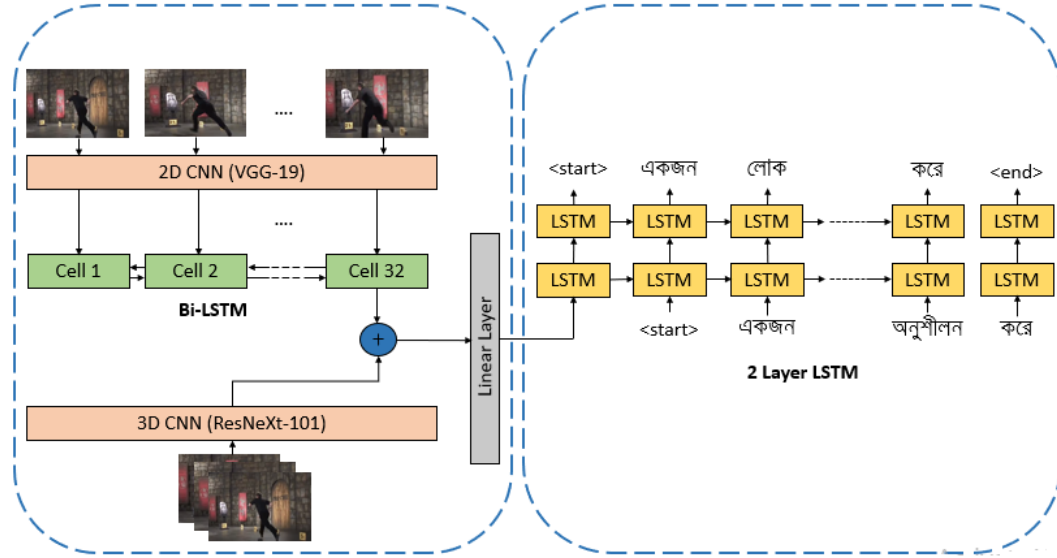 ....
2D CNN (VGG-19)
....
Cell 1
Cell 2
Cell 32
Bi-LSTM
+
3D CNN (ResNeXt-101)
Linear Layer
<start> একজন লোক করে <end>
LSTM LSTM LSTM LSTM LSTM
LSTM LSTM LSTM LSTM LSTM
<start> একজন অনুশীলন করে
2 Layer LSTM